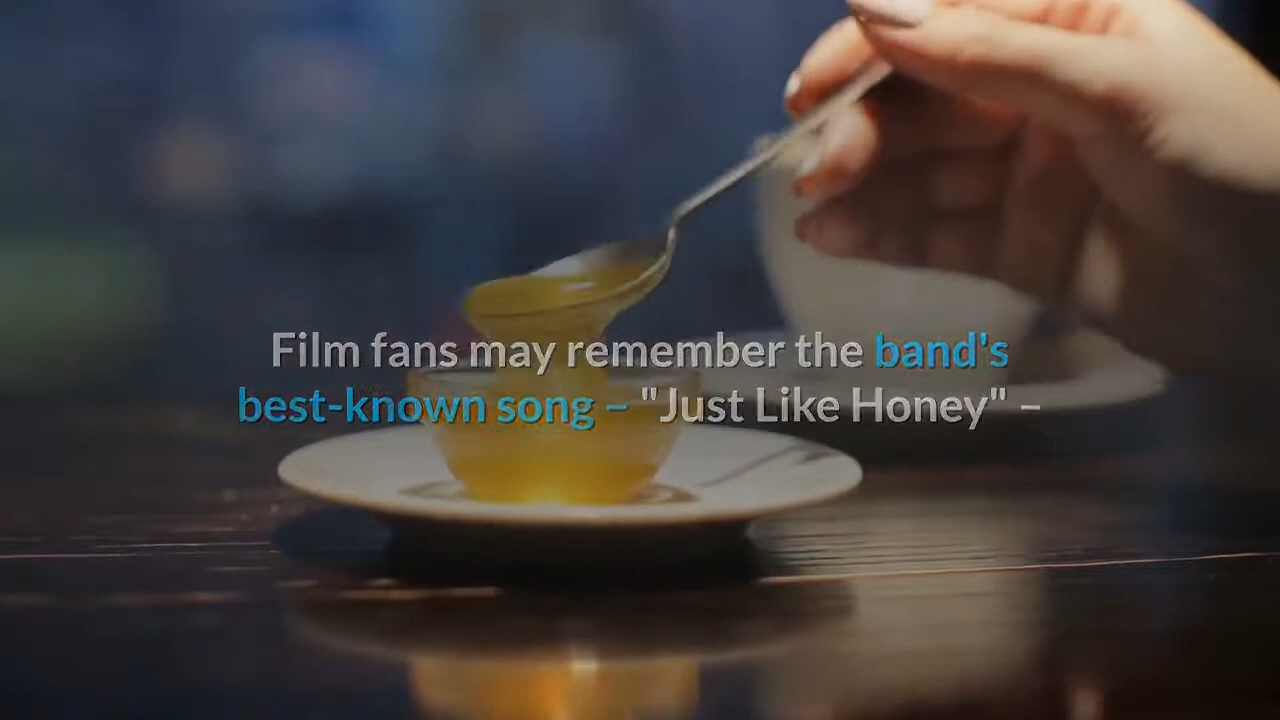 Film fans may remember the band's
best-known song – "Just Like Honey" –